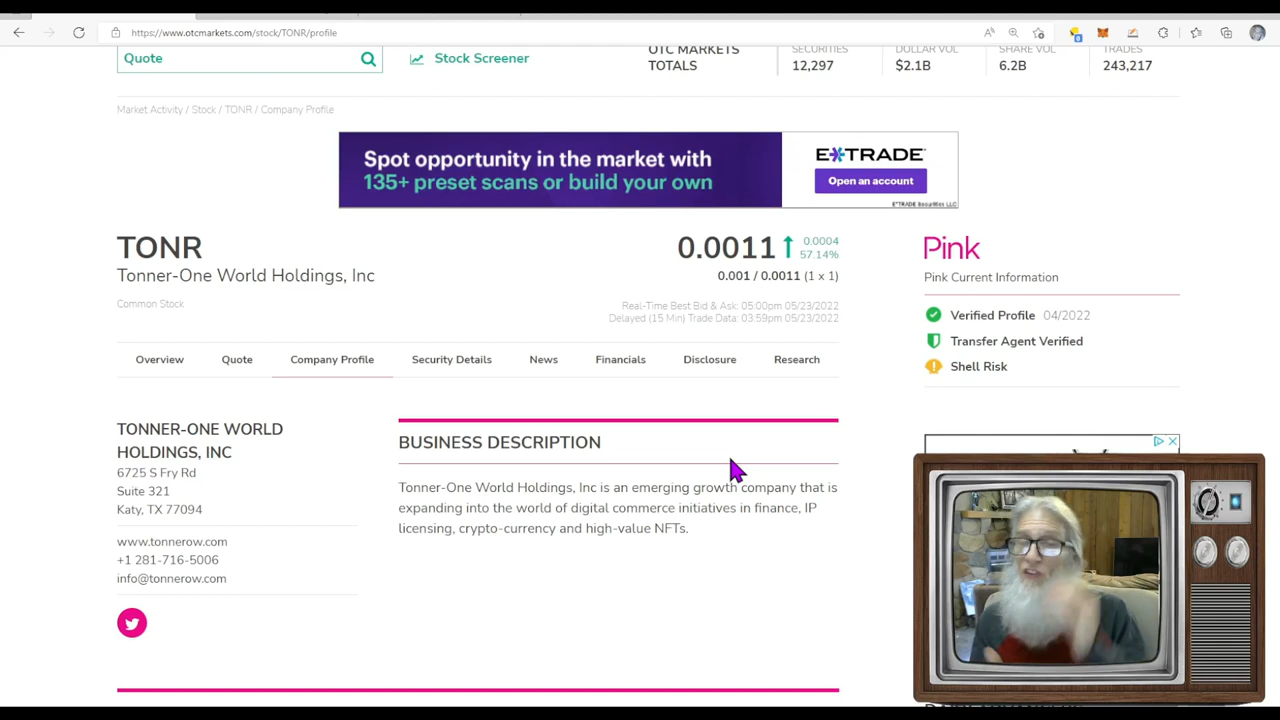 https://www.otcmarkets.com/stock/TONR/profile
Quote
Stock Screener
OTC MARKETS
TOTALS
SECURITIES
12,297
DOLLAR VOL
$2.1B
SHARE VOL
6.2B
TRADES
243,217
Market Activity / Stock / TONR / Company Profile
Spot opportunity in the market with
135+ preset scans or build your own
E*TRADE
Open an account
E*TRADE Securities LLC
TONR
Tonner-One World Holdings, Inc
Common Stock
0.0011
0.0004
57.14%
0.001 / 0.0011 (1 x 1)
Real-Time Best Bid & Ask: 05:00pm 05/23/2022
Delayed (15 Min) Trade Data: 03:59pm 05/23/2022
Pink
Pink Current Information
Verified Profile 04/2022
Transfer Agent Verified
Shell Risk
Overview
Quote
Company Profile
Security Details
News
Financials
Disclosure
Research
TONNER-ONE WORLD
HOLDINGS, INC
6725 S Fry Rd
Suite 321
Katy, TX 77094
www.tonnerow.com
+1 281-716-5006
info@tonnerow.com
BUSINESS DESCRIPTION
Tonner-One World Holdings, Inc is an emerging growth company that is
expanding into the world of digital commerce initiatives in finance, IP
licensing, crypto-currency and high-value NFTs.